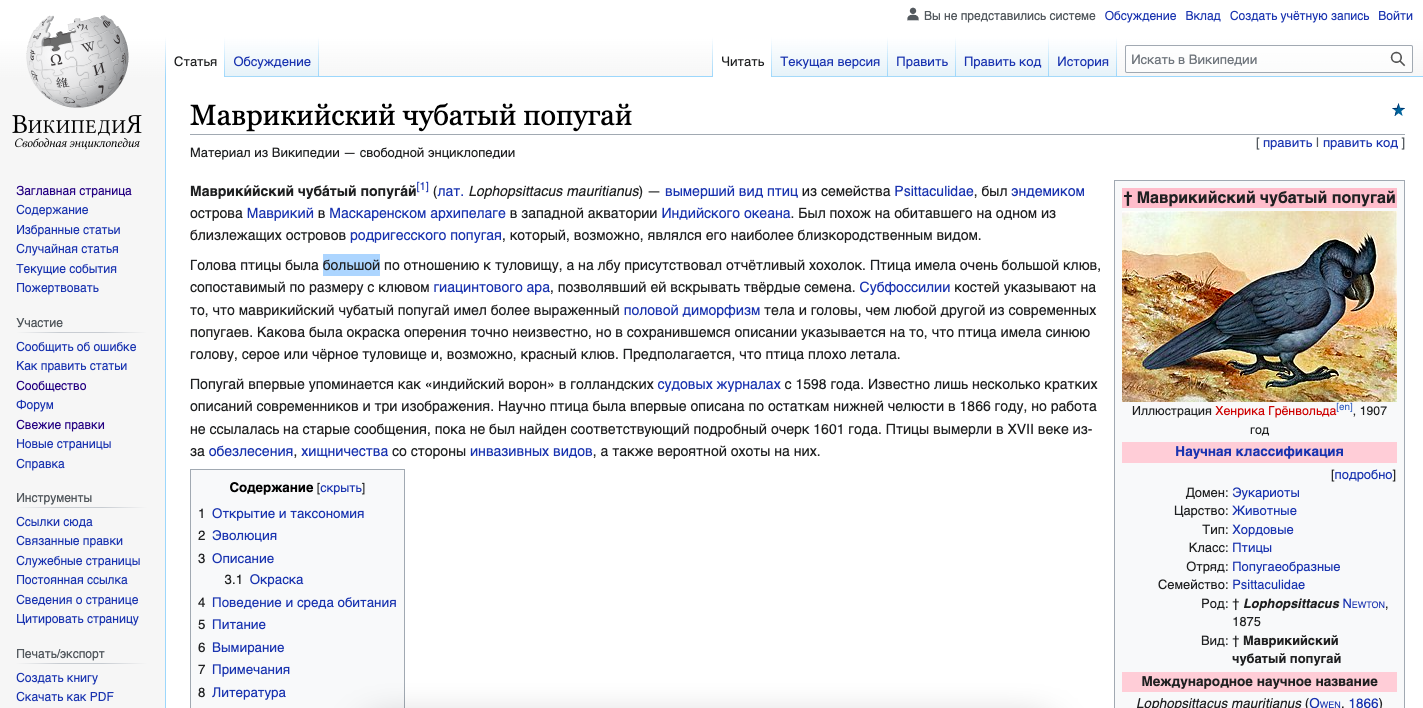 Вы не представились системе Обсуждение Вклад Создать учётную запись Войти
Статья Обсуждение Читать Текущая версия Править Править код История Искать в Википедии
ВикипедиЯ
Свободная энциклопедия
Заглавная страница
Содержание
Избранные статьи
Случайная статья
Текущие события
Пожертвовать
Участие
Сообщить об ошибке
Как править статьи
Сообщество
Форум
Свежие правки
Новые страницы
Справка
Инструменты
Ссылки сюда
Связанные правки
Служебные страницы
Постоянная ссылка
Сведения о странице
Цитировать страницу
Печать/экспорт
Создать книгу
Скачать как PDF
Маврикийский чубатый попугай
[ править | править код ]
Материал из Википедии — свободной энциклопедии
Маврики́йский чуба́тый попуга́й[1] (лат. Lophopsittacus mauritianus) — вымерший вид птиц из семейства Psittaculidae, был эндемиком
острова Маврикий в Маскаренском архипелаге в западной акватории Индийского океана. Был похож на обитавшего на одном из
близлежащих островов родригесского попугая, который, возможно, являлся его наиболее близкородственным видом.
Голова птицы была большой по отношению к туловищу, а на лбу присутствовал отчётливый хохолок. Птица имела очень большой клюв,
сопоставимый по размеру с клювом гиацинтового ара, позволявший ей вскрывать твёрдые семена. Субфоссилии костей указывают на
то, что маврикийский чубатый попугай имел более выраженный половой диморфизм тела и головы, чем любой другой из современных
попугаев. Какова была окраска оперения точно неизвестно, но в сохранившемся описании указывается на то, что птица имела синюю
голову, серое или чёрное туловище и, возможно, красный клюв. Предполагается, что птица плохо летала.
Попугай впервые упоминается как «индийский ворон» в голландских судовых журналах с 1598 года. Известно лишь несколько кратких
описаний современников и три изображения. Научно птица была впервые описана по остаткам нижней челюсти в 1866 году, но работа
не ссылалась на старые сообщения, пока не был найден соответствующий подробный очерк 1601 года. Птицы вымерли в XVII веке из-
за обезлесения, хищничества со стороны инвазивных видов, а также вероятной охоты на них.
Содержание [скрыть]
1 Открытие и таксономия
2 Эволюция
3 Описание
3.1 Окраска
4 Поведение и среда обитания
5 Питание
6 Вымирание
7 Примечания
8 Литература
† Маврикийский чубатый попугай
Иллюстрация Хенрика Грёнвольда[en], 1907
год
Научная классификация
[подробно]
Домен: Эукариоты
Царство: Животные
Тип: Хордовые
Класс: Птицы
Отряд: Попугаеобразные
Семейство: Psittaculidae
Род: † Lophopsittacus Newton,
1875
Вид: † Маврикийский
чубатый попугай
Международное научное название
Lophopsittacus mauritianus (Owen, 1866)